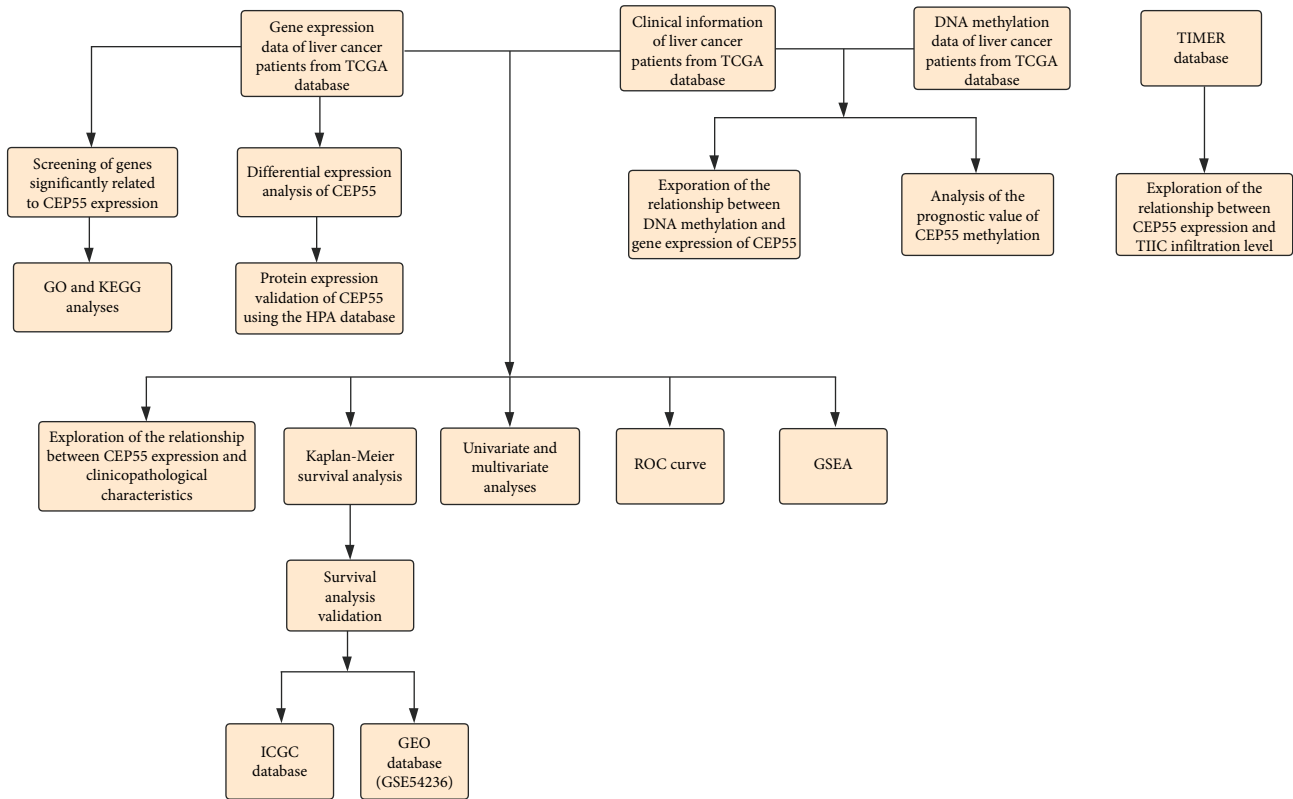 Gene expression
data of liver cancer
patients from TCGA
database
Clinical information
of liver cancer
patients from TCGA
database
DNA methylation
data of liver cancer
patients from TCGA
database
TIMER
database
Screening of genes
significantly related
to CEP55 expression
Differential expression
analysis of CEP55
Exporation of the
relationship between
DNA methylation and
gene expression of CEP55
Analysis of the
prognostic value of
CEP55 methylation
Exploration of the
relationship between
CEP55 expression and
TIIC infiltration level
GO and KEGG
analyses
Protein expression
validation of CEP55
using the HPA database
Exploration of the relationship
between CEP55 expression and
clinicopathological
characteristics
Kaplan-Meier
survival analysis
Univariate and
multivariate
analyses
ROC curve
GSEA
Survival
analysis
validation
ICGC
database
GEO
database
(GSE54236)